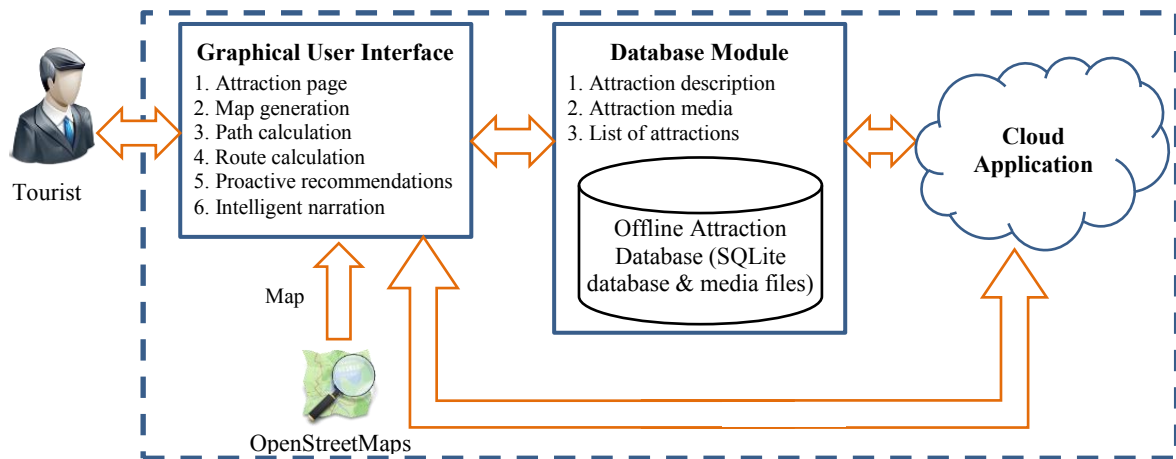 Graphical User Interface
1. Attraction page
2. Map generation
3. Path calculation
4. Route calculation
5. Proactive recommendations
6. Intelligent narration
Database Module
1. Attraction description
2. Attraction media
3. List of attractions
Offline Attraction
Database (SQLite
database & media files)
Cloud
Application
Tourist
Map
OpenStreetMaps